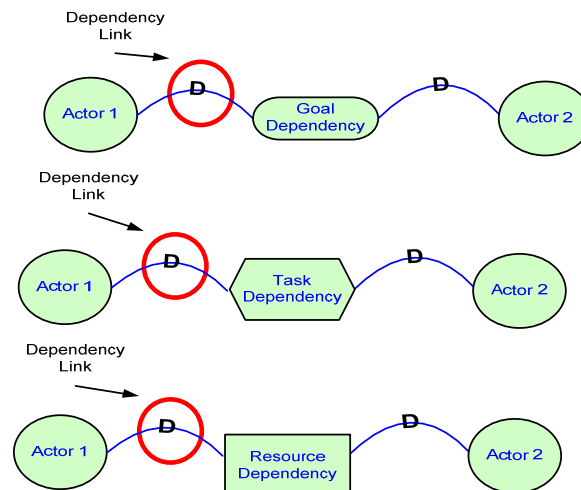 Dependency
Link
Actor 1
D
Goal
Dependency
D
Actor 2
Dependency
Link
Actor 1
D
Task
Dependency
D
Actor 2
Dependency
Link
Actor 1
D
Resource
Dependency
D
Actor 2